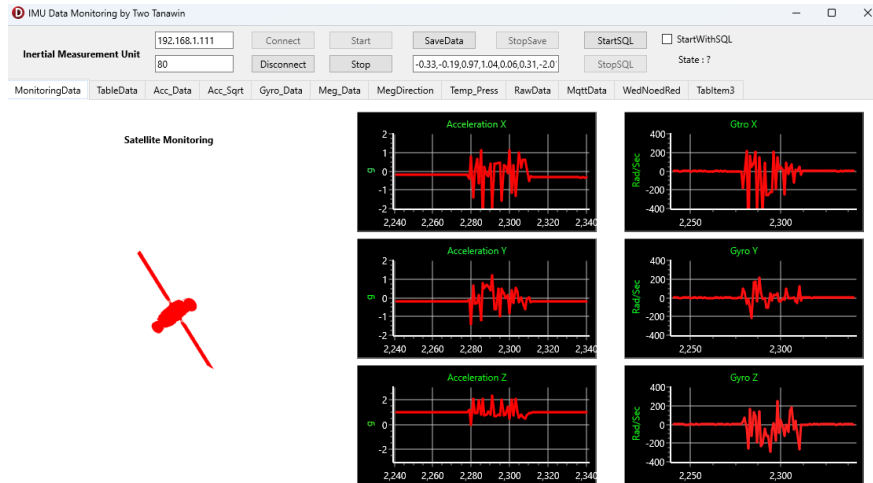 IMU Data Monitoring by Two Tanawin
Inertial Measurement Unit
192.168.1.111 Connect Start SaveData StopSave StartSQL StartWithSQL
80 Disconnect Stop -0.33,-0.19,0.97,1.04,0.06,0.31,-2.0 StopSQL State : ?
MonitoringData TableData Acc_Data Acc_Sqrt Gyro_Data Meg_Data MegDirection Temp_Press RawData MqttData WedNoedRed TabItem3
Satellite Monitoring
Acceleration X
g
2
1
0
-1
-2
2,240 2,260 2,280 2,300 2,320 2,340
Gtro X
Rad/Sec
400
200
0
-200
-400
2,250 2,300
Acceleration Y
g
2
1
0
-1
-2
2,240 2,260 2,280 2,300 2,320 2,340
Gyro Y
Rad/Sec
400
200
0
-200
-400
2,250 2,300
Acceleration Z
g
2
0
-2
2,240 2,260 2,280 2,300 2,320 2,340
Gyro Z
Rad/Sec
400
200
0
-200
-400
2,250 2,300